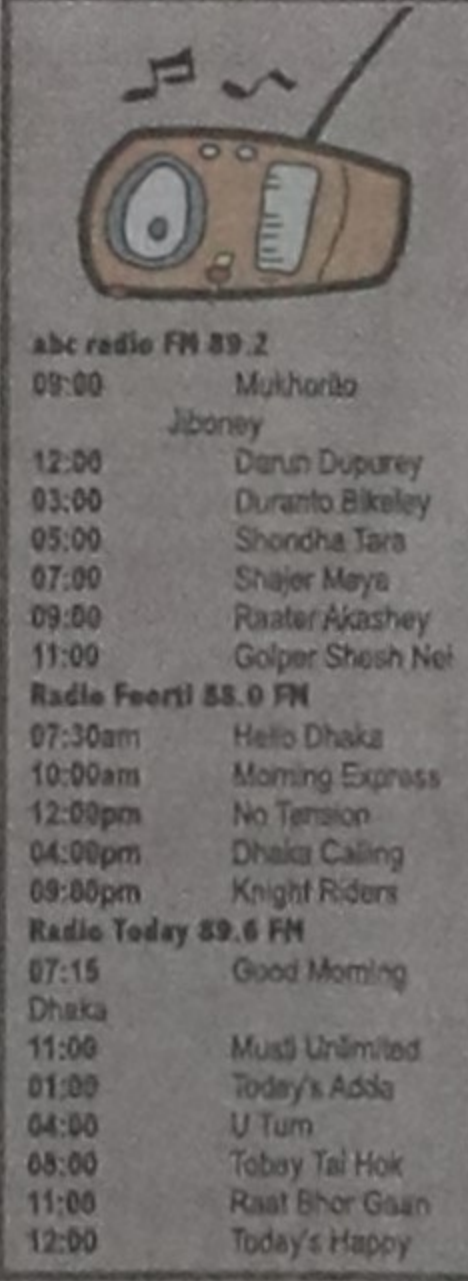 abc radio FM 89.2
09:00 Mukhorito
Jiboney
12:00 Darun Dupurey
03:00 Duranto Bikeley
05:00 Shondha Tara
07:00 Shajer Maya
09:00 Raater Akashey
11:00 Golper Shesh Nei
Radio Foorti 88.0 FM
07:30am Hello Dhaka
10:00am Morning Express
12:00pm No Tension
04:00pm Dhaka Calling
09:00pm Knight Riders
Radio Today 89.6 FM
07:15 Good Morning
Dhaka
11:00 Musti Unlimited
01:00 Today's Adda
04:00 U Turn
08:00 Tobey Tai Hok
11:00 Raat Bhor Gaan
12:00 Today's Happy